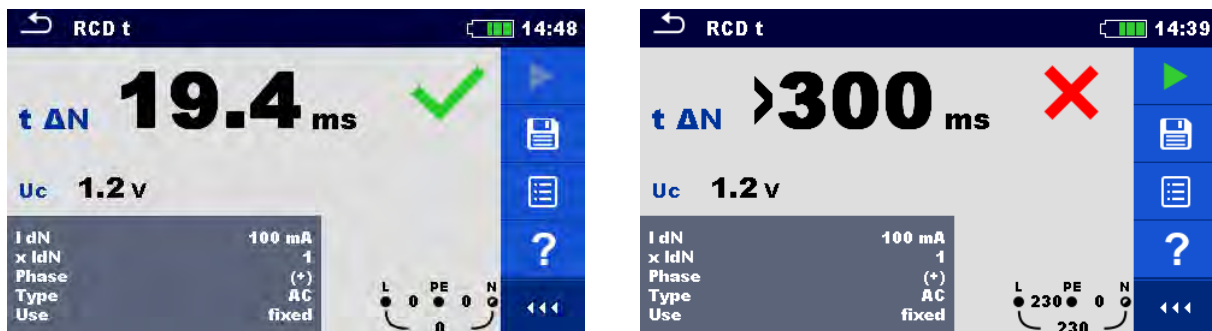 RCD t 14:48
t ΔN 19.4 ms
Uc 1.2 V
I dN 100 mA
x IdN 1
Phase (+)
Type AC
Use fixed
?
L PE N
0 0
0
RCD t 14:39
t ΔN >300 ms
Uc 1.2 V
I dN 100 mA
x IdN 1
Phase (+)
Type AC
Use fixed
?
L PE N
230 0
230